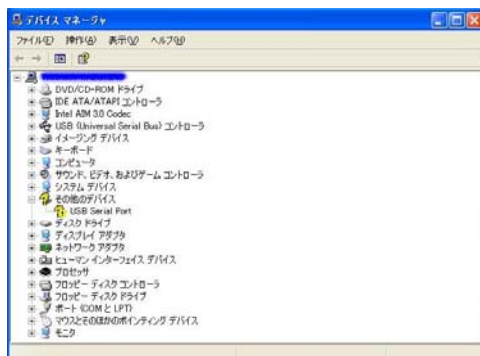 デバイス マネージャ
ファイル(F) 操作(A) 表示(V) ヘルプ(H)
DVD/CD-ROM ドライブ
IDE ATA/ATAPI コントローラ
Intel AIM 3.0 Codec
USB (Universal Serial Bus) コントローラ
イメージング デバイス
キーボード
コンピュータ
サウンド、ビデオ、およびゲーム コントローラ
システム デバイス
その他のデバイス
USB Serial Port
ディスク ドライブ
ディスプレイ アダプタ
ネットワーク アダプタ
ヒューマン インターフェイス デバイス
プロセッサ
フロッピー ディスク コントローラ
フロッピー ディスク ドライブ
ポート (COM と LPT)
マウスとそのほかのポインティング デバイス
モニタ